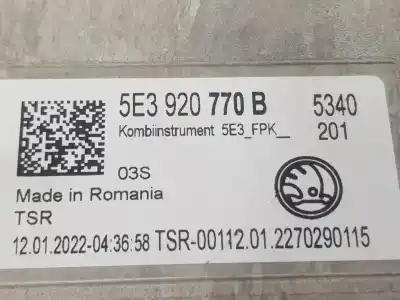 5E3 920 770 B 5340
Kombiinstrument 5E3_FPK__ 201
03S
Made in Romania
TSR
12.01.2022-04:36:58 TSR-00112.01.2270290115